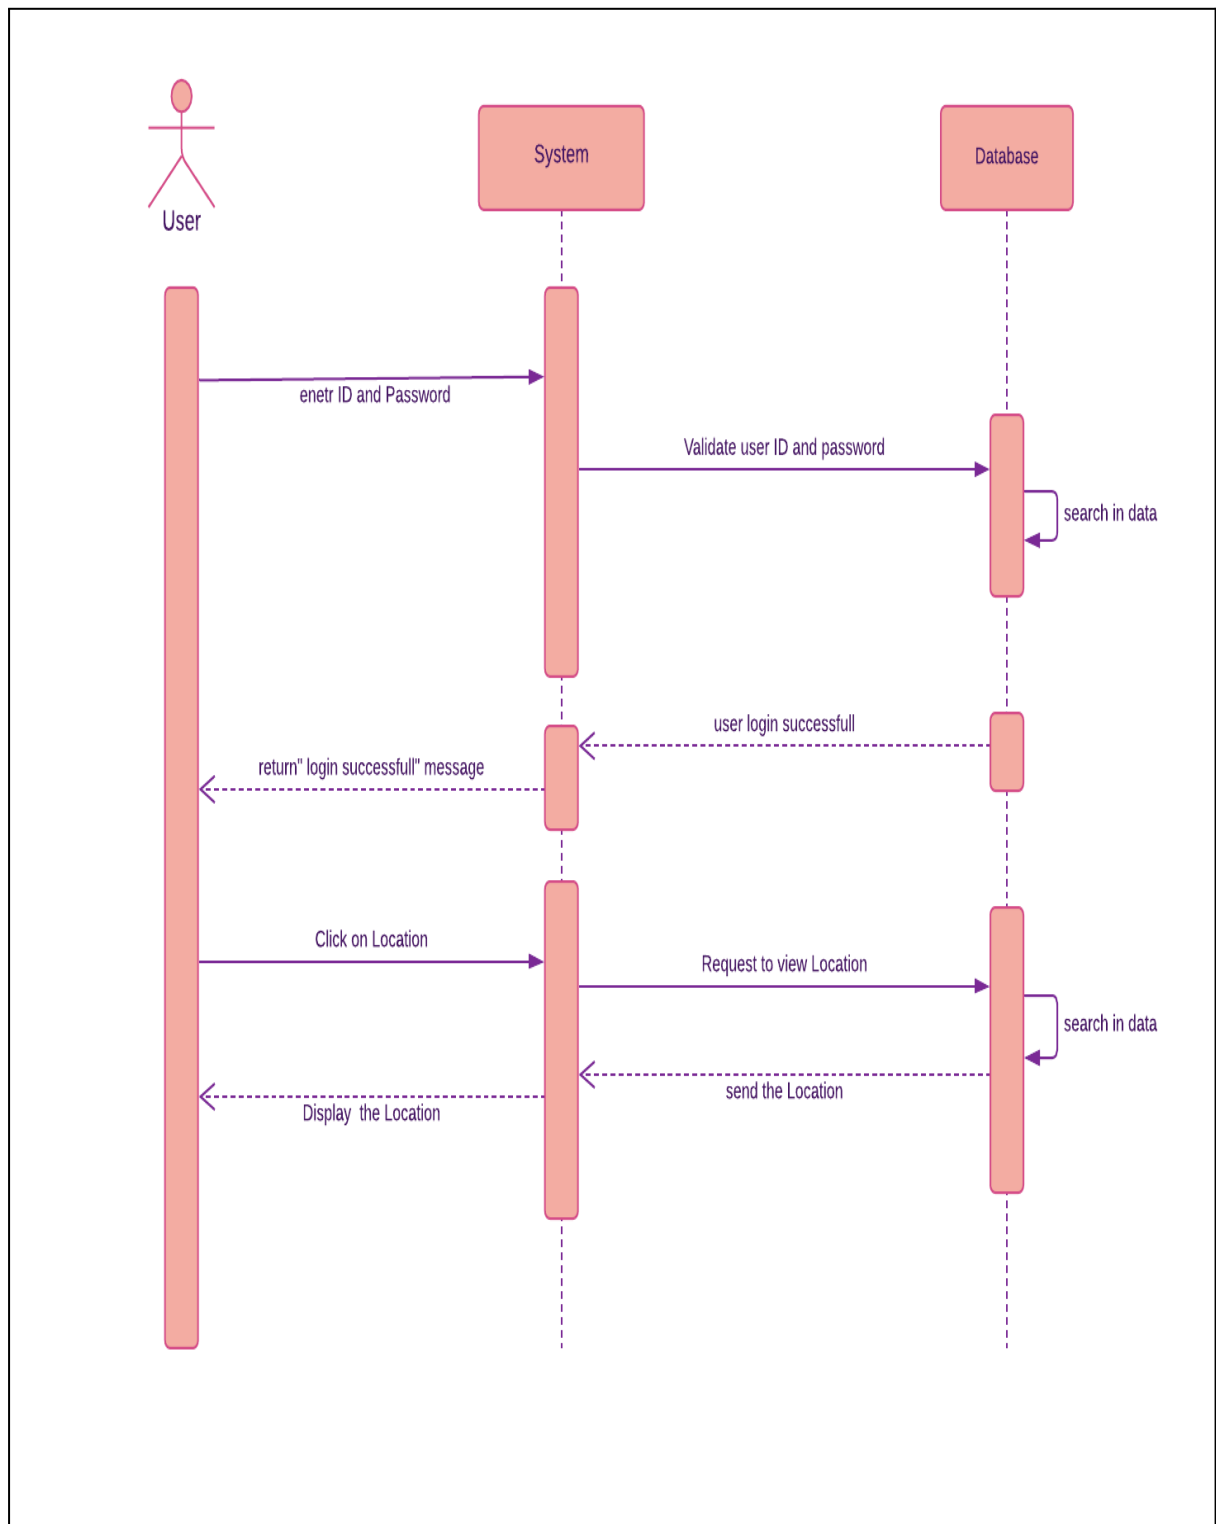 User
System
Database
enetr ID and Password
Validate user ID and password
search in data
user login successfull
return" login successfull" message
Click on Location
Request to view Location
search in data
send the Location
Display  the Location